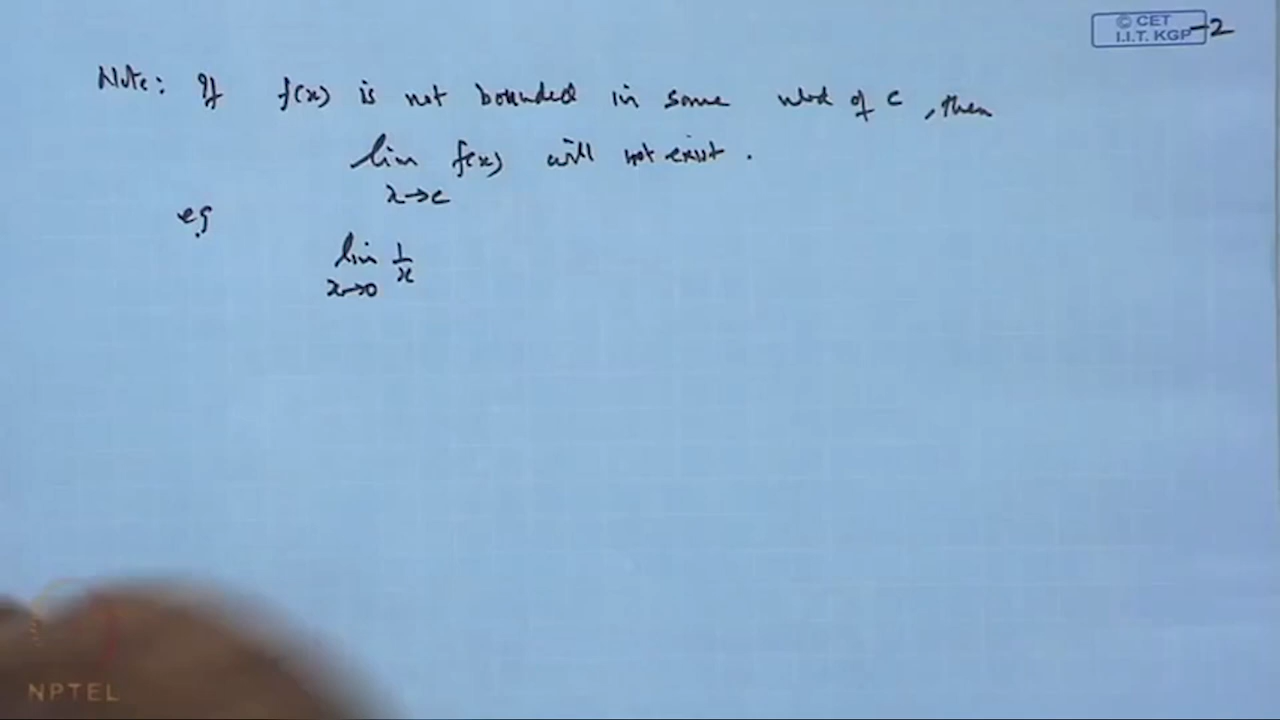 © CET
I.I.T. KGP -2
Note: If f(x) is not bounded in some nbd of c, then
lim f(x) will not exist.
x→c
eg
lim 1/x
x→0
NPTEL